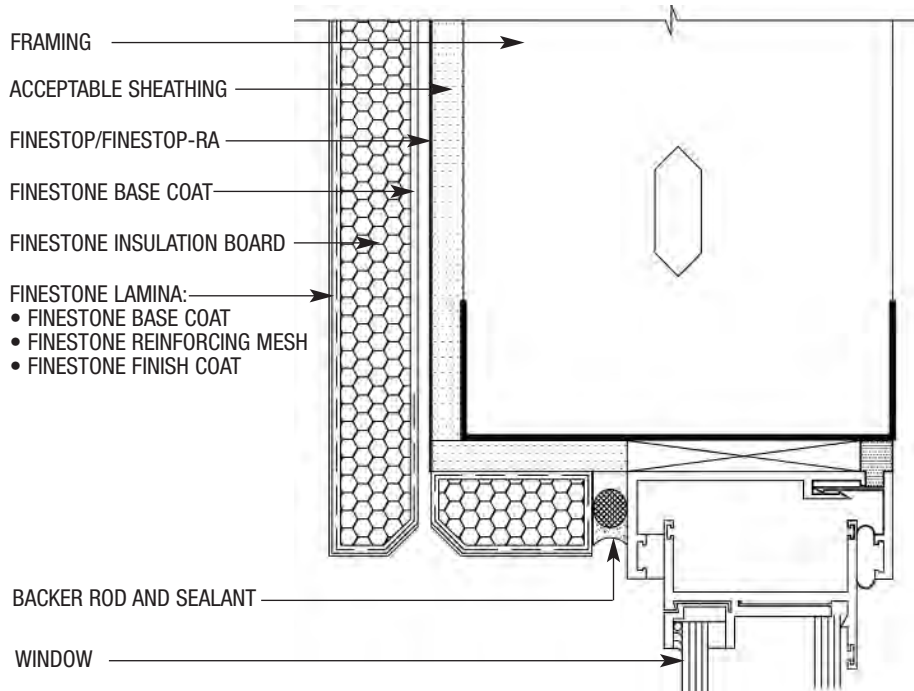 FRAMING
ACCEPTABLE SHEATHING
FINESTOP/FINESTOP-RA
FINESTONE BASE COAT
FINESTONE INSULATION BOARD
FINESTONE LAMINA:
• FINESTONE BASE COAT
• FINESTONE REINFORCING MESH
• FINESTONE FINISH COAT
BACKER ROD AND SEALANT
WINDOW